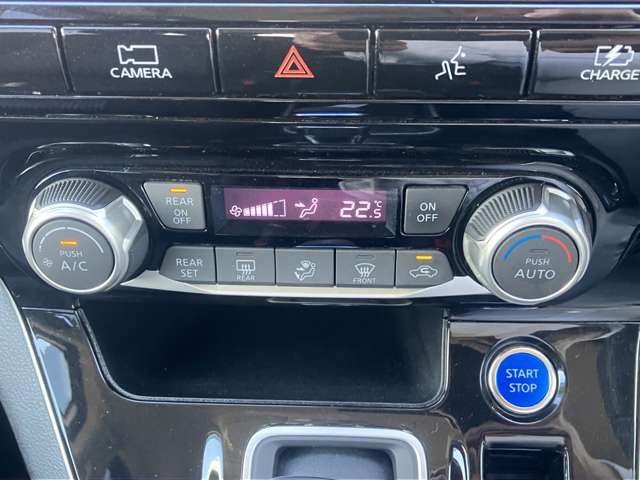 CAMERA
CHARGE
REAR
ON
OFF
22.5
°C
ON
OFF
PUSH
A/C
REAR
SET
REAR
FRONT
PUSH
AUTO
START
STOP